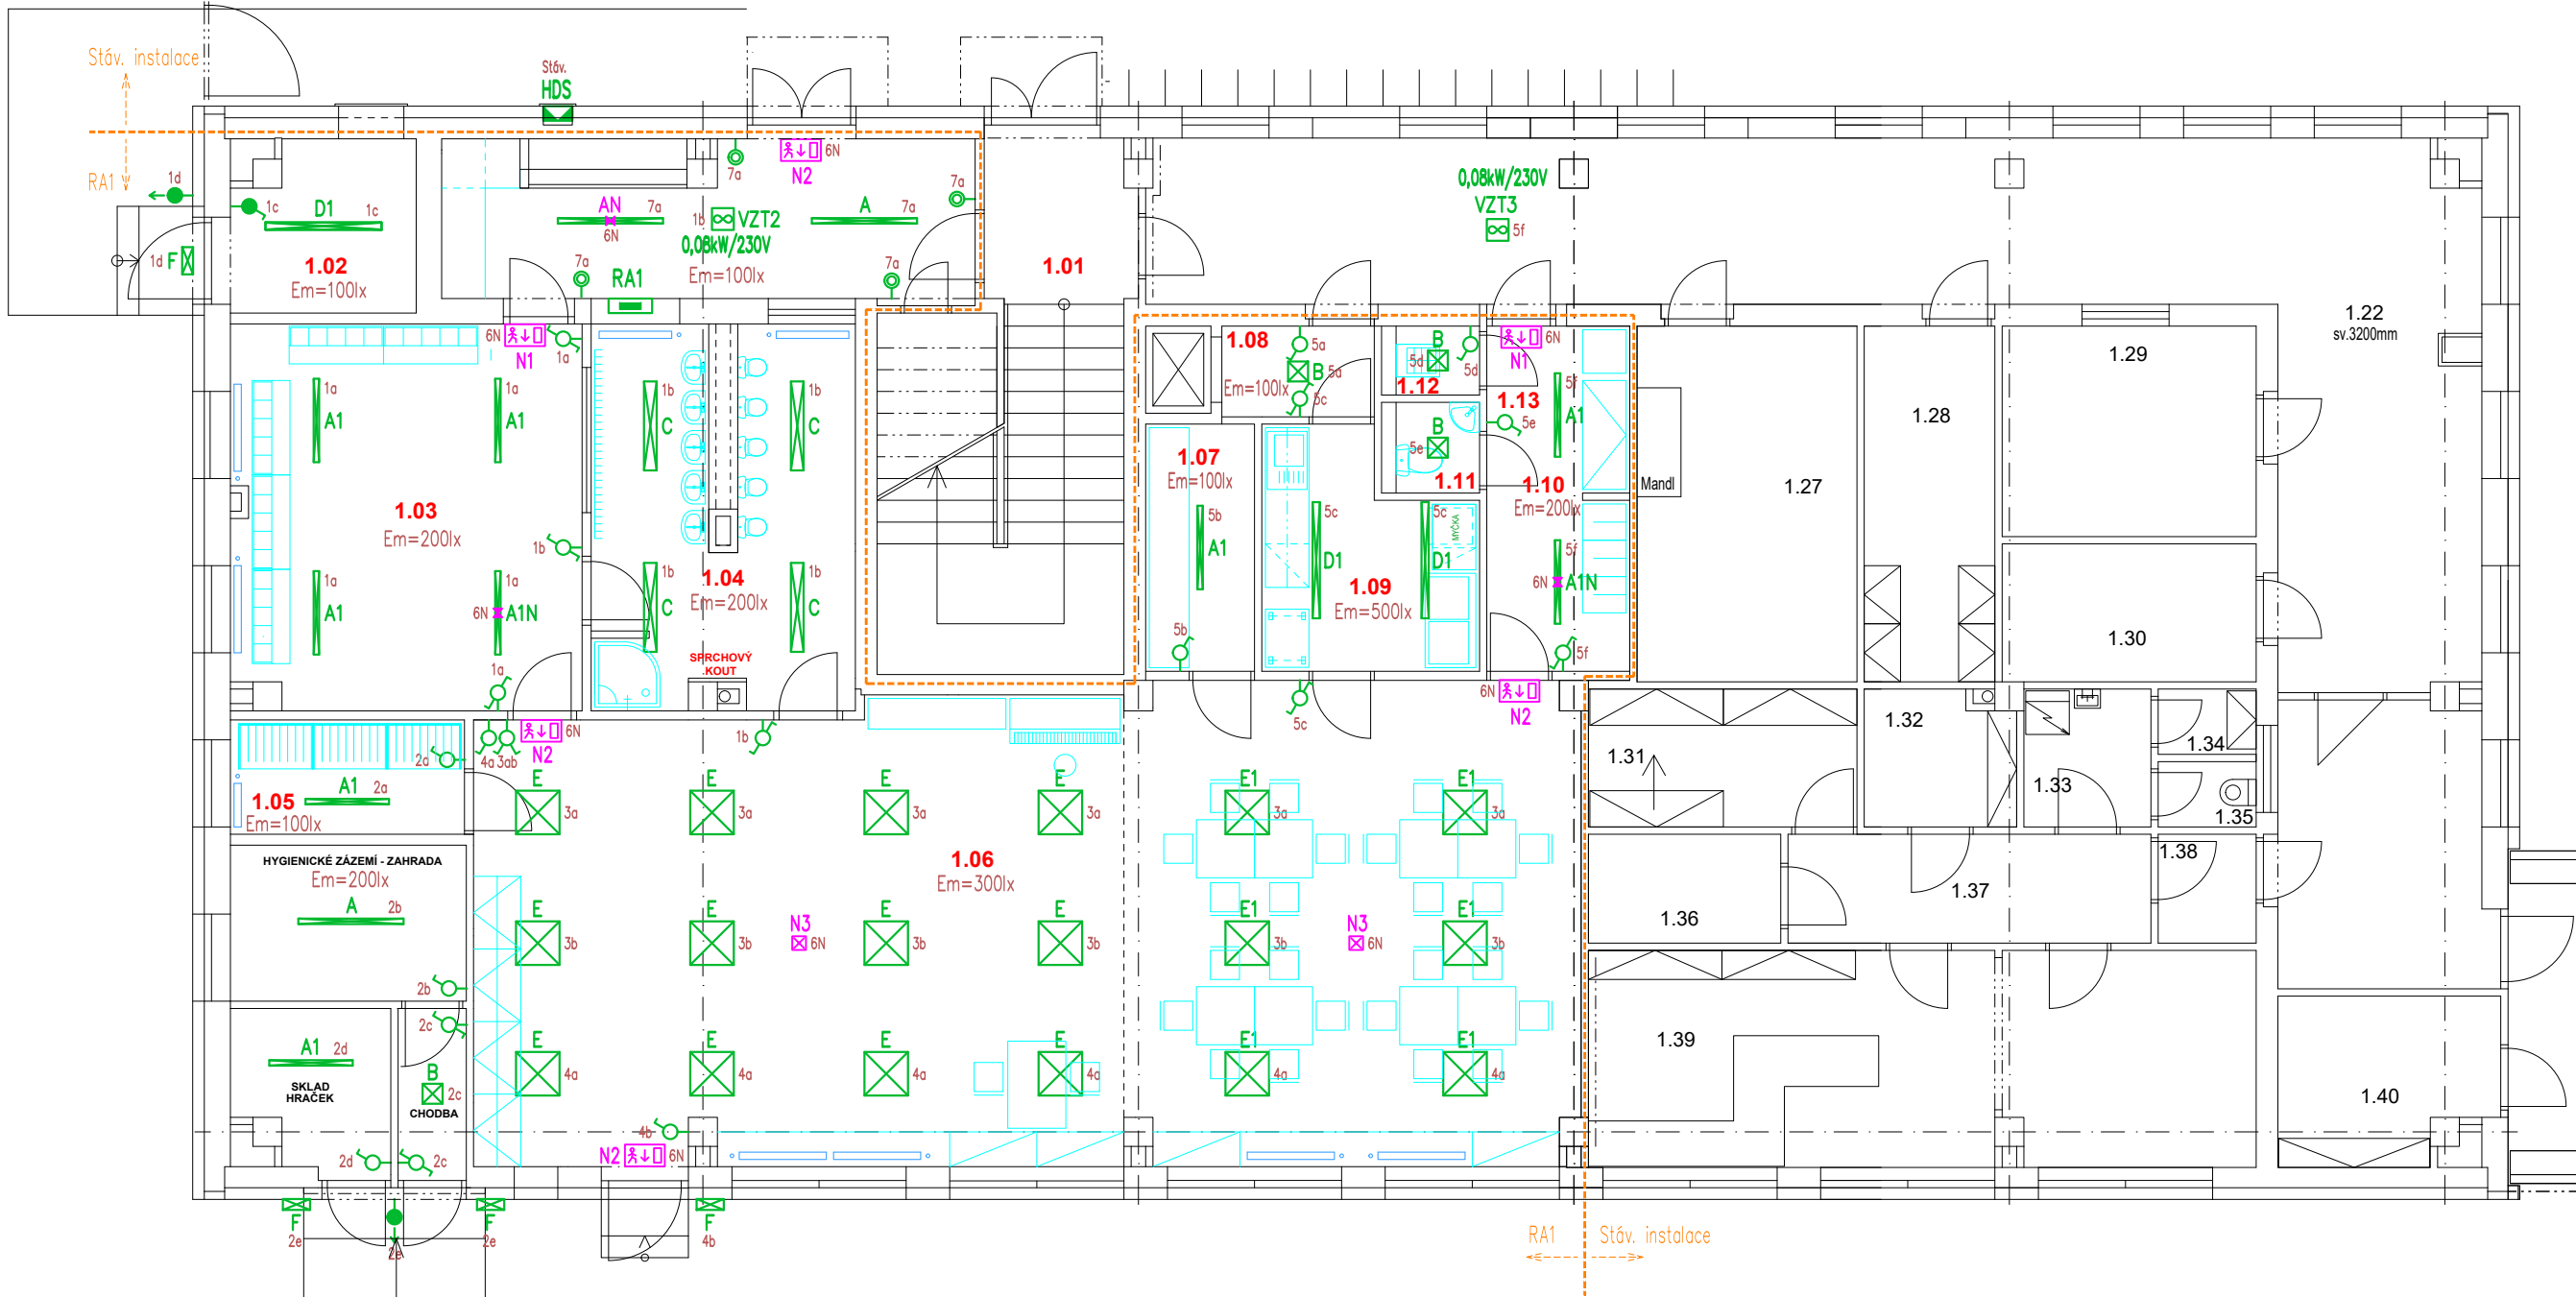 Stáv. instalace
RA1
Stáv.
HDS
1d
1c
D1
1c
1d
F
1.02
Em=100lx
AN
7a
6N
7a
N2
6N
1b
VZT2
0,08kW/230V
Em=100lx
A
7a
7a
7a
RA1
7a
1.01
0,08kW/230V
VZT3
5f
1.22
sv.3200mm
6N
N1
1a
1a
A1
1a
A1
1.03
Em=200lx
1b
1a
A1
1a
6N
A1N
1a
1b
C
1b
C
1b
C
1b
C
1.04
Em=200lx
SPRCHOVÝ
KOUT
1.08
5a
B
5a
Em=100lx
5c
B
5d
5d
1.12
6N
N1
1.13
5e
B
5e
1.11
5f
A1
1.10
Em=200lx
5f
6N
A1N
5f
1.07
Em=100lx
5b
A1
5b
5c
D1
5c
D1
MYČKA
1.09
Em=500lx
5c
6N
N2
Mandl
1.27
1.28
1.29
1.30
1.31
1.32
1.33
1.34
1.35
1.36
1.37
1.38
1.39
1.40
4a
3ab
N2
6N
1b
2a
A1
2a
1.05
Em=100lx
HYGIENICKÉ ZÁZEMÍ - ZAHRADA
Em=200lx
A
2b
2b
2c
A1
2d
SKLAD
HRAČEK
B
2c
CHODBA
2d
2c
E
3a
E
3a
E
3a
E
3a
E1
3a
E1
3a
1.06
Em=300lx
E
3b
E
3b
N3
6N
E
3b
E
3b
E1
3b
N3
6N
E1
3b
E
4a
E
4a
E
4a
E
4a
E1
4a
E1
4a
4b
N2
6N
F
2e
2e
F
2e
F
4b
RA1
Stáv. instalace